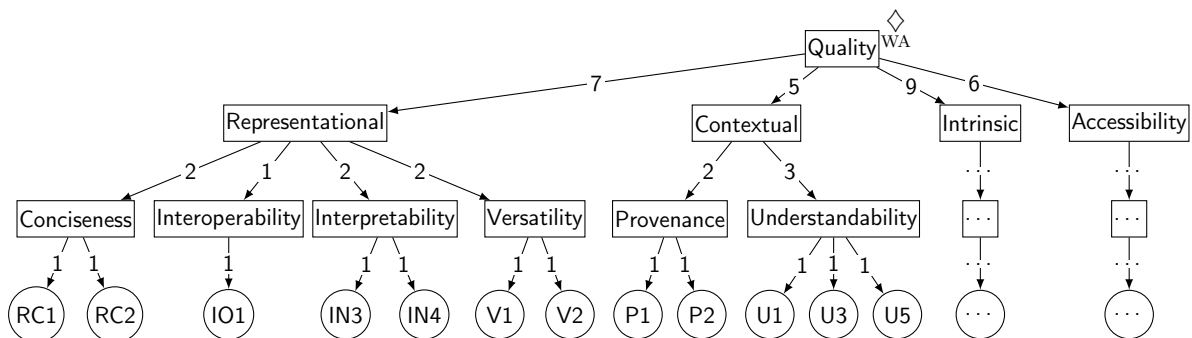 Quality
WA
7
5
9
6
Representational
Contextual
Intrinsic
Accessibility
2
1
2
2
2
3
...
...
Conciseness
Interoperability
Interpretability
Versatility
Provenance
Understandability
...
...
1
1
1
1
1
1
1
1
1
1
1
1
...
...
RC1
RC2
IO1
IN3
IN4
V1
V2
P1
P2
U1
U3
U5
...
...